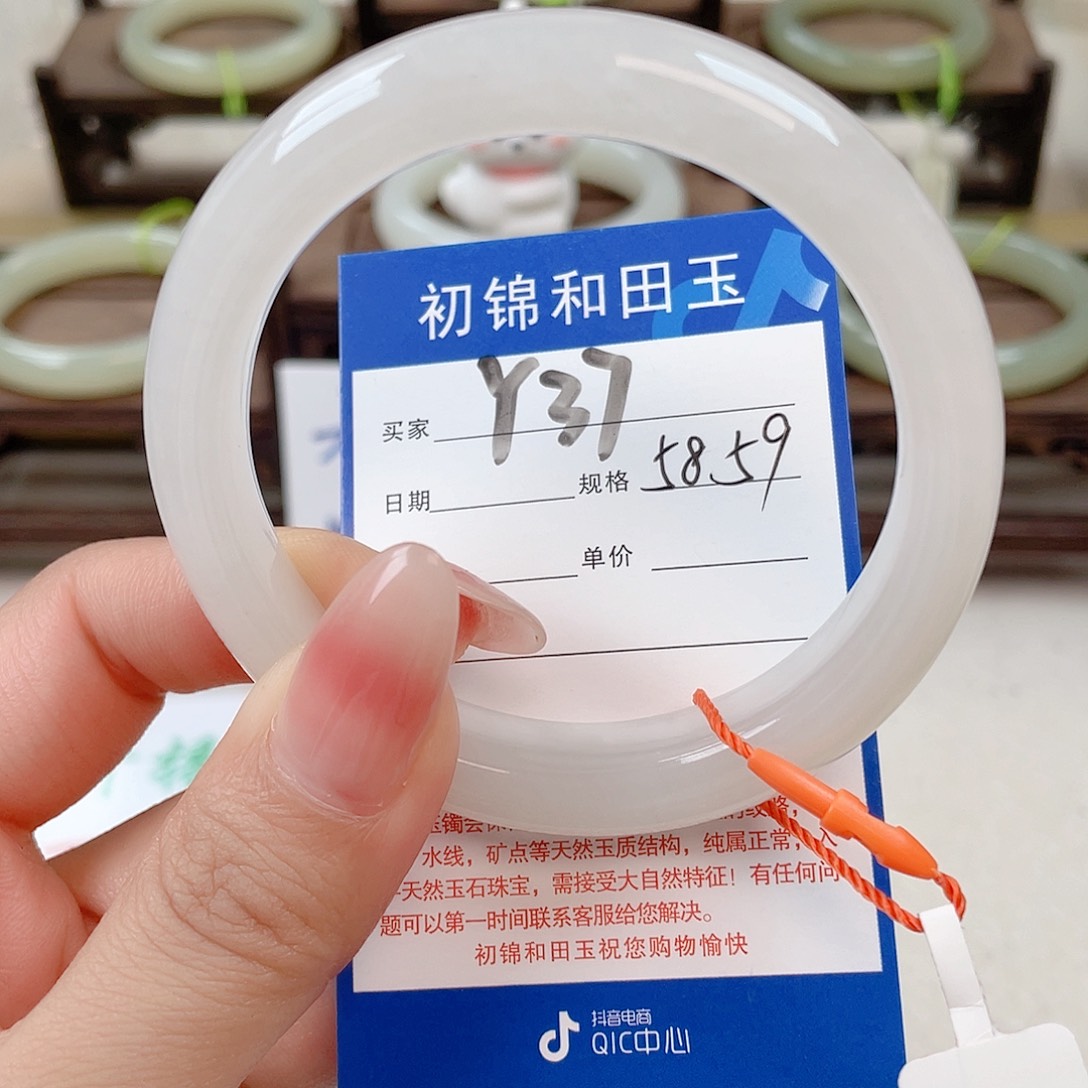 初锦和田玉
买家 Y37
日期 规格 58.59
单价
水线，矿点等天然玉质结构，纯属正常，入
天然玉石珠宝，需接受大自然特征！有任何问
题可以第一时间联系客服给您解决。
初锦和田玉祝您购物愉快
抖音电商
QIC中心